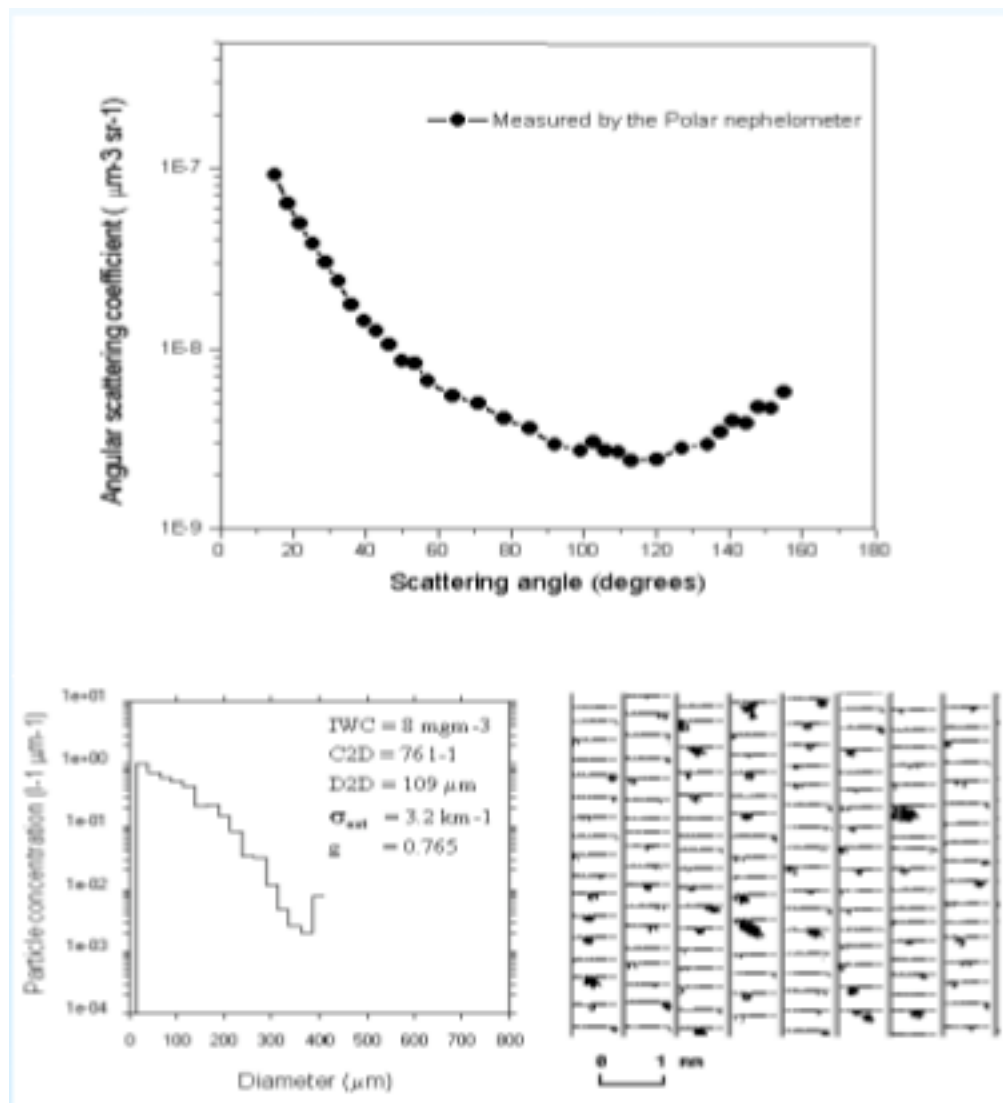 Angular scattering coefficient ( μm-3 sr-1)
Measured by the Polar nephelometer
1E-7
1E-8
1E-9
0 20 40 60 80 100 120 140 160 180
Scattering angle (degrees)
Particle concentration (l-1 μm-1)
1e+01
1e+00
1e-01
1e-02
1e-03
1e-04
IWC = 8 mgm-3
C2D = 76 l-1
D2D = 109 μm
σext = 3.2 km-1
g = 0.765
0 100 200 300 400 500 600 700 800
Diameter (μm)
0 1